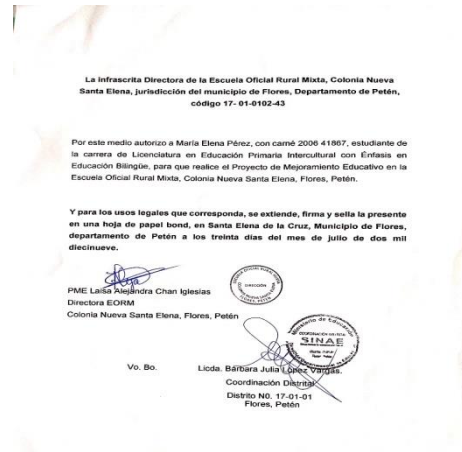 La infrascrita Directora de la Escuela Oficial Rural Mixta, Colonia Nueva
Santa Elena, jurisdicción del municipio de Flores, Departamento de Petén,
código 17- 01-0102-43
Por este medio autorizo a María Elena Pérez, con carné 2006 41867, estudiante de
la carrera de Licenciatura en Educación Primaria Intercultural con Énfasis en
Educación Bilingüe, para que realice el Proyecto de Mejoramiento Educativo en la
Escuela Oficial Rural Mixta, Colonia Nueva Santa Elena, Flores, Petén.
Y para los usos legales que corresponda, se extiende, firma y sella la presente
en una hoja de papel bond, en Santa Elena de la Cruz, Municipio de Flores,
departamento de Petén a los treinta días del mes de julio de dos mil
diecinueve.
DIRECCIÓN
PME Laisa Alejandra Chan Iglesias
Directora EORM
Colonia Nueva Santa Elena, Flores, Petén
Ministerio de Educación
SINAE
Vo. Bo.
Licda. Bárbara Julia López Vargas.
Coordinación Distrital
Distrito N0. 17-01-01
Flores, Petén